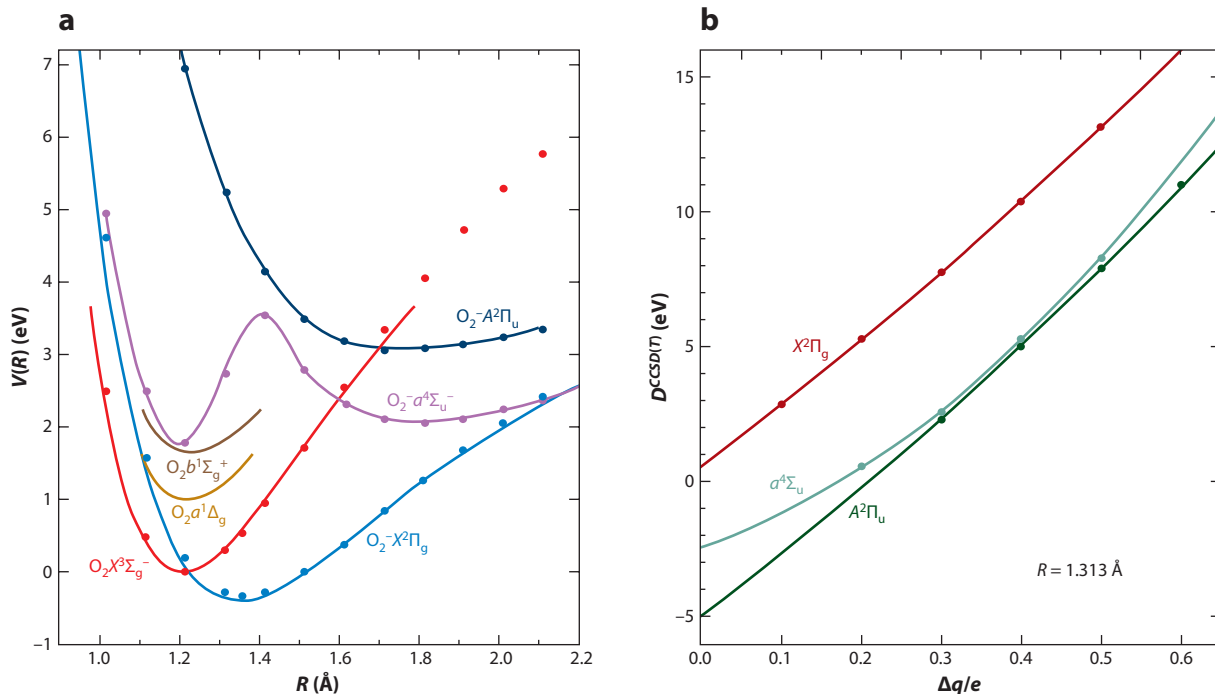 a
7
6
5
4
3
2
1
0
−1
V(R) (eV)
O₂⁻A²Πᵤ
O₂⁻a⁴Σᵤ⁻
O₂b¹Σg⁺
O₂a¹Δg
O₂X³Σg⁻
O₂⁻X²Πg
1.0 1.2 1.4 1.6 1.8 2.0 2.2
R (Å)
b
15
10
5
0
−5
D^CCSD(T) (eV)
X²Πg
a⁴Σᵤ
A²Πᵤ
R = 1.313 Å
0.0 0.1 0.2 0.3 0.4 0.5 0.6
Δq/e